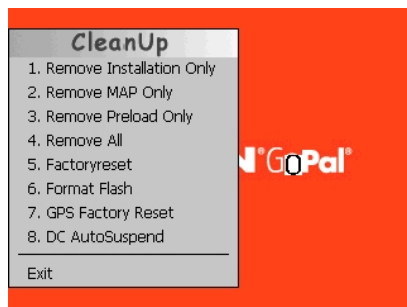 CleanUp
1. Remove Installation Only
2. Remove MAP Only
3. Remove Preload Only
4. Remove All
5. Factoryreset
6. Format Flash
7. GPS Factory Reset
8. DC AutoSuspend
Exit
N®GoPal®